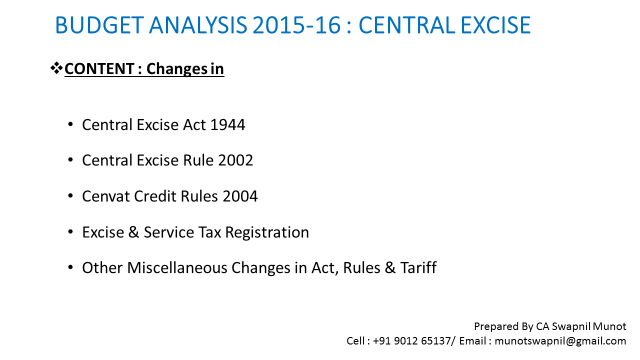 BUDGET ANALYSIS 2015-16 : CENTRAL EXCISE
❖CONTENT : Changes in
• Central Excise Act 1944
• Central Excise Rule 2002
• Cenvat Credit Rules 2004
• Excise & Service Tax Registration
• Other Miscellaneous Changes in Act, Rules & Tariff
Prepared By CA Swapnil Munot
Cell : +91 9012 65137/ Email : munotswapnil@gmail.com